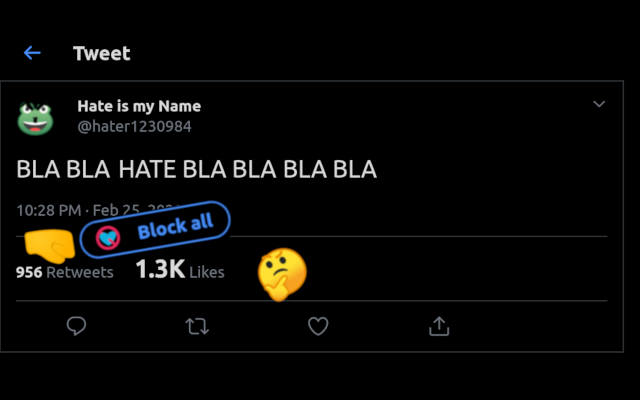 Tweet
Hate is my Name
@hater1230984
BLA BLA HATE BLA BLA BLA BLA
10:28 PM · Feb 25,
Block all
956 Retweets 1.3K Likes